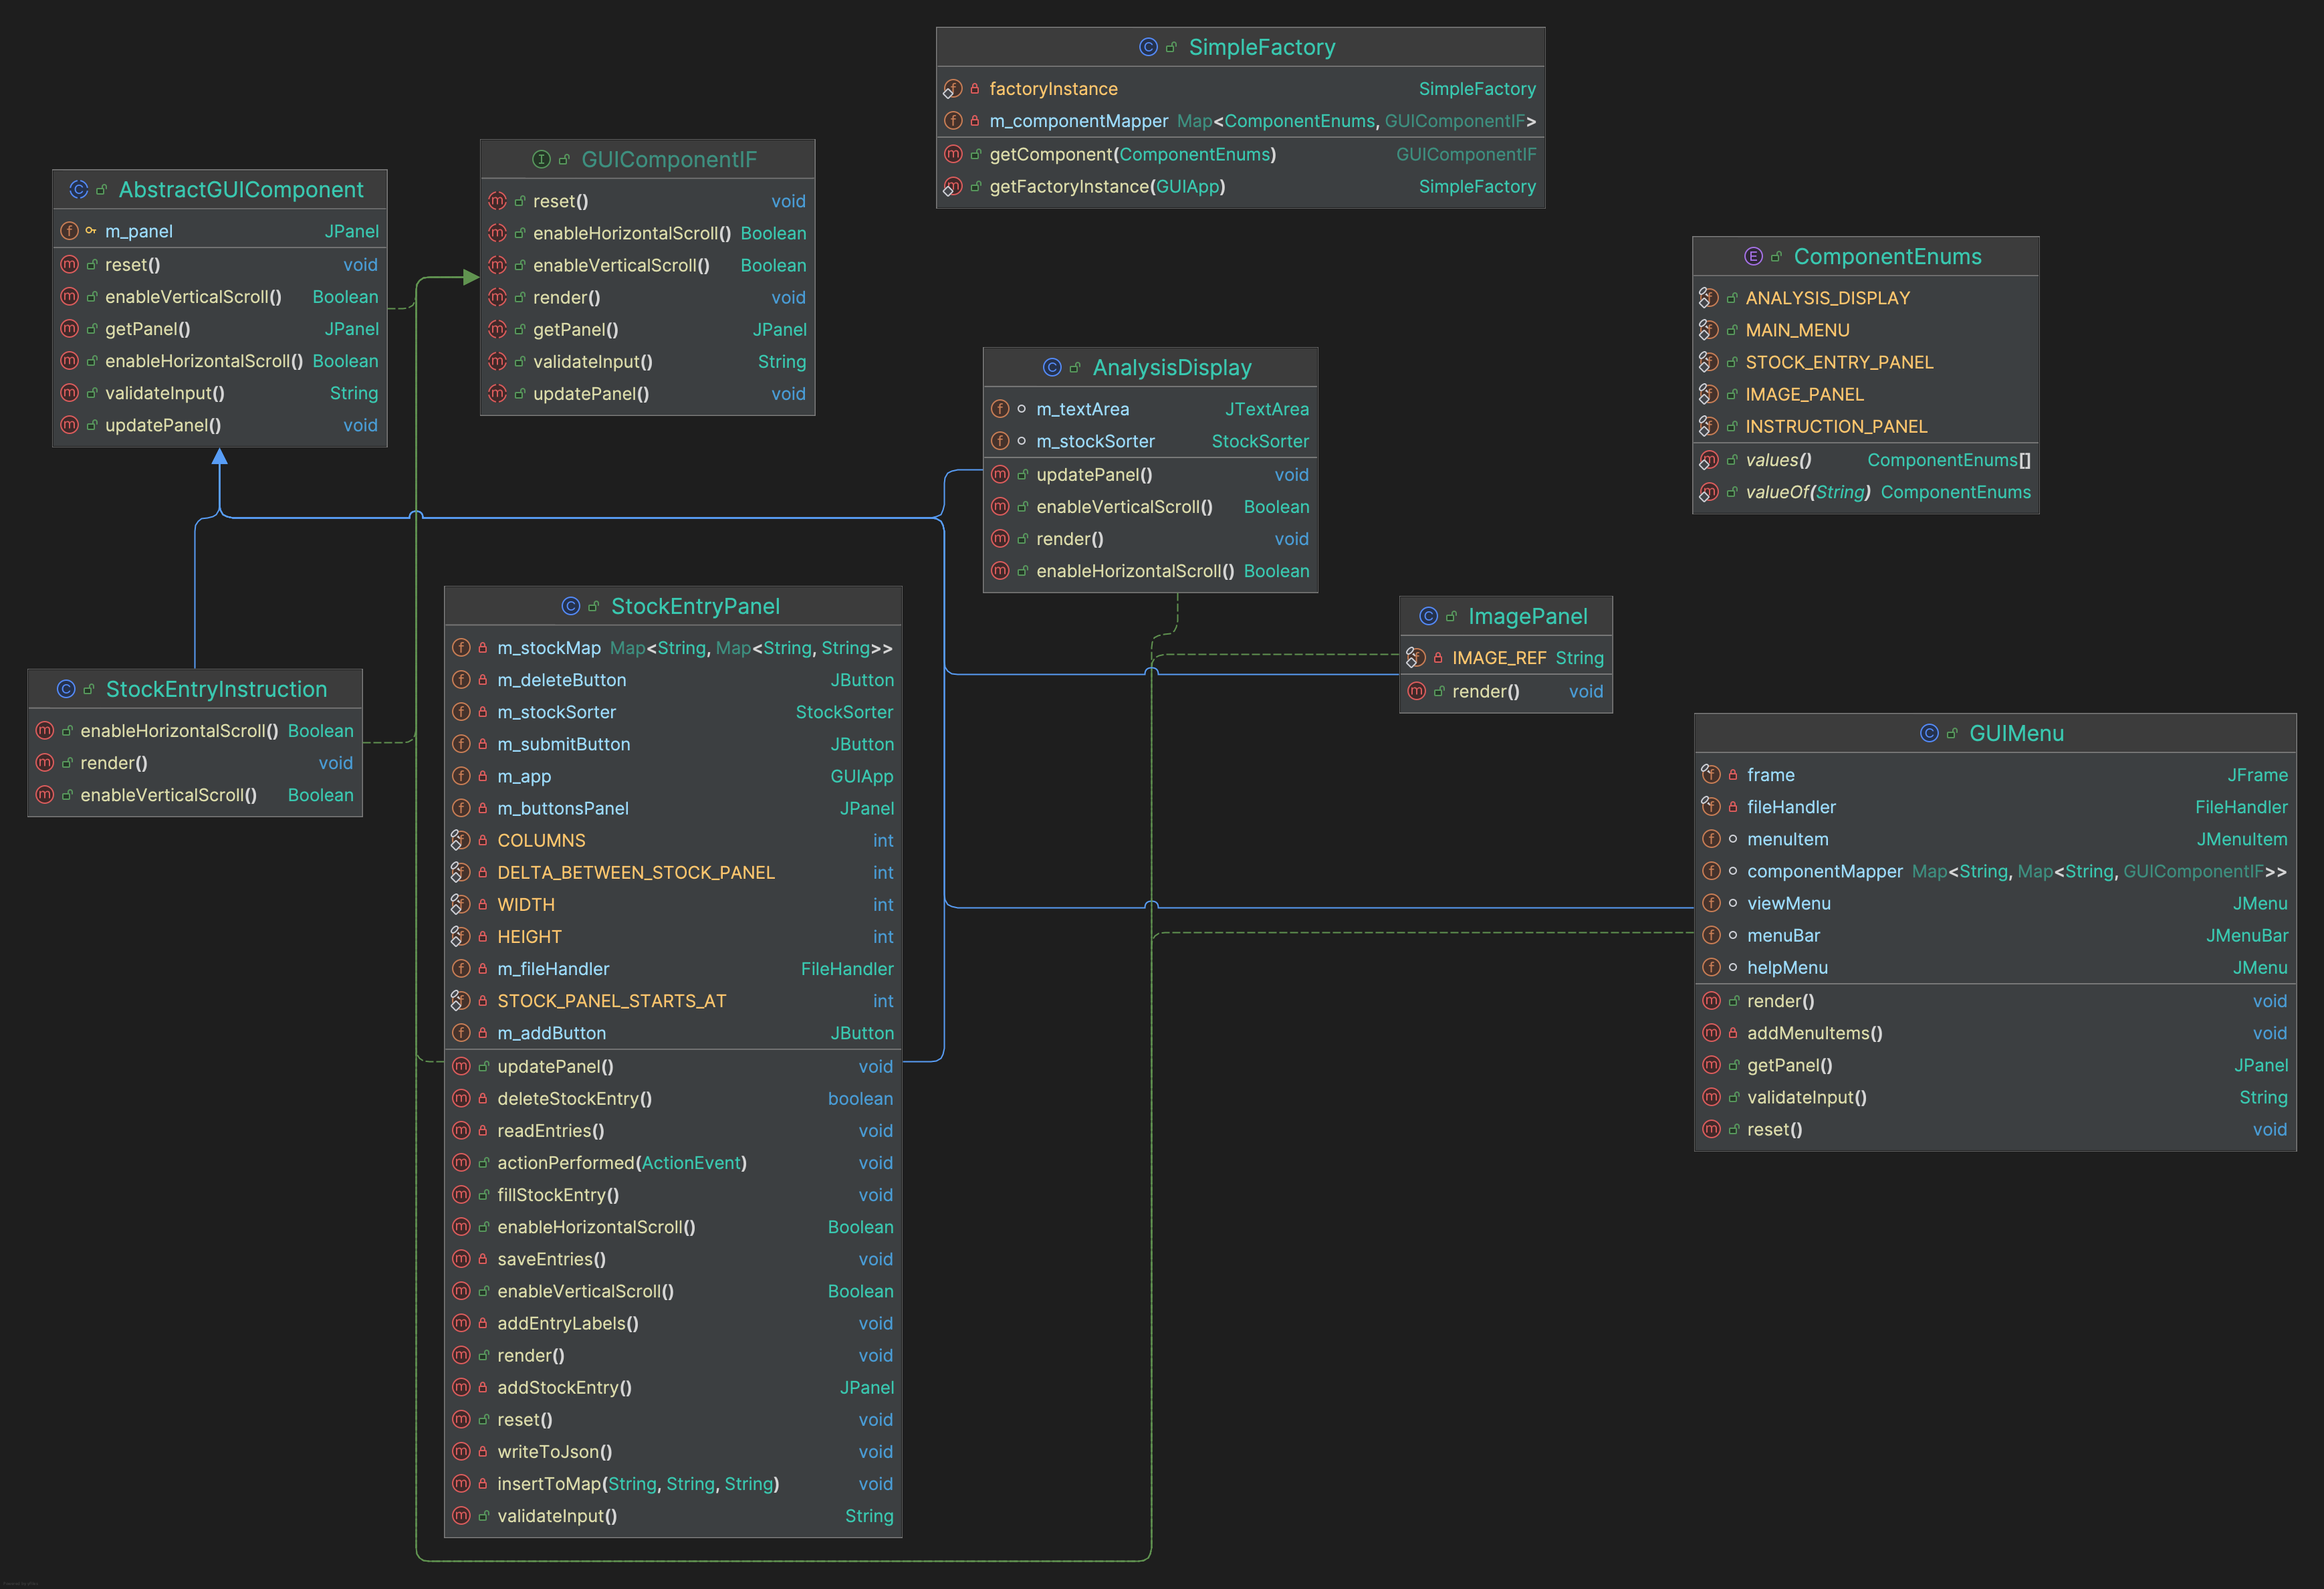 SimpleFactory
factoryInstance SimpleFactory
m_componentMapper Map<ComponentEnums, GUIComponentIF>
getComponent(ComponentEnums) GUIComponentIF
getFactoryInstance(GUIApp) SimpleFactory
GUIComponentIF
reset() void
enableHorizontalScroll() Boolean
enableVerticalScroll() Boolean
render() void
getPanel() JPanel
validateInput() String
updatePanel() void
AbstractGUIComponent
m_panel JPanel
reset() void
enableVerticalScroll() Boolean
getPanel() JPanel
enableHorizontalScroll() Boolean
validateInput() String
updatePanel() void
ComponentEnums
ANALYSIS_DISPLAY
MAIN_MENU
STOCK_ENTRY_PANEL
IMAGE_PANEL
INSTRUCTION_PANEL
values() ComponentEnums[]
valueOf(String) ComponentEnums
AnalysisDisplay
m_textArea JTextArea
m_stockSorter StockSorter
updatePanel() void
enableVerticalScroll() Boolean
render() void
enableHorizontalScroll() Boolean
StockEntryPanel
m_stockMap Map<String, Map<String, String>>
m_deleteButton JButton
m_stockSorter StockSorter
m_submitButton JButton
m_app GUIApp
m_buttonsPanel JPanel
COLUMNS int
DELTA_BETWEEN_STOCK_PANEL int
WIDTH int
HEIGHT int
m_fileHandler FileHandler
STOCK_PANEL_STARTS_AT int
m_addButton JButton
updatePanel() void
deleteStockEntry() boolean
readEntries() void
actionPerformed(ActionEvent) void
fillStockEntry() void
enableHorizontalScroll() Boolean
saveEntries() void
enableVerticalScroll() Boolean
addEntryLabels() void
render() void
addStockEntry() JPanel
reset() void
writeToJson() void
insertToMap(String, String, String) void
validateInput() String
ImagePanel
IMAGE_REF String
render() void
StockEntryInstruction
enableHorizontalScroll() Boolean
render() void
enableVerticalScroll() Boolean
GUIMenu
frame JFrame
fileHandler FileHandler
menuItem JMenuItem
componentMapper Map<String, Map<String, GUIComponentIF>>
viewMenu JMenu
menuBar JMenuBar
helpMenu JMenu
render() void
addMenuItems() void
getPanel() JPanel
validateInput() String
reset() void